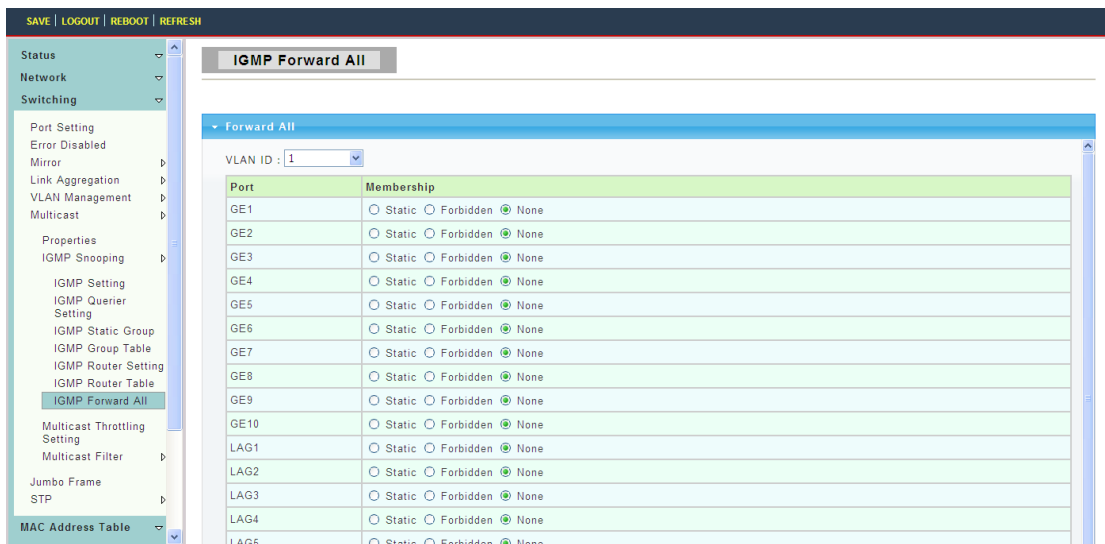 SAVE | LOGOUT | REBOOT | REFRESH
Status
Network
Switching
Port Setting
Error Disabled
Mirror
Link Aggregation
VLAN Management
Multicast
Properties
IGMP Snooping
IGMP Setting
IGMP Querier
Setting
IGMP Static Group
IGMP Group Table
IGMP Router Setting
IGMP Router Table
IGMP Forward All
Multicast Throttling
Setting
Multicast Filter
Jumbo Frame
STP
MAC Address Table
IGMP Forward All
Forward All
VLAN ID : 1
Port Membership
GE1 Static Forbidden None
GE2 Static Forbidden None
GE3 Static Forbidden None
GE4 Static Forbidden None
GE5 Static Forbidden None
GE6 Static Forbidden None
GE7 Static Forbidden None
GE8 Static Forbidden None
GE9 Static Forbidden None
GE10 Static Forbidden None
LAG1 Static Forbidden None
LAG2 Static Forbidden None
LAG3 Static Forbidden None
LAG4 Static Forbidden None
LAG5 Static Forbidden None